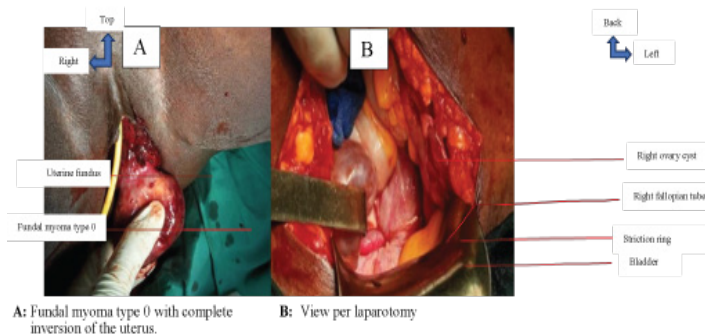 Top
A
Right
Uterine fundus
Fundal myoma type 0
B
Back
Left
Right ovary cyst
Right fallopian tube
Striction ring
Bladder
A: Fundal myoma type 0 with complete
inversion of the uterus.
B: View per laparotomy